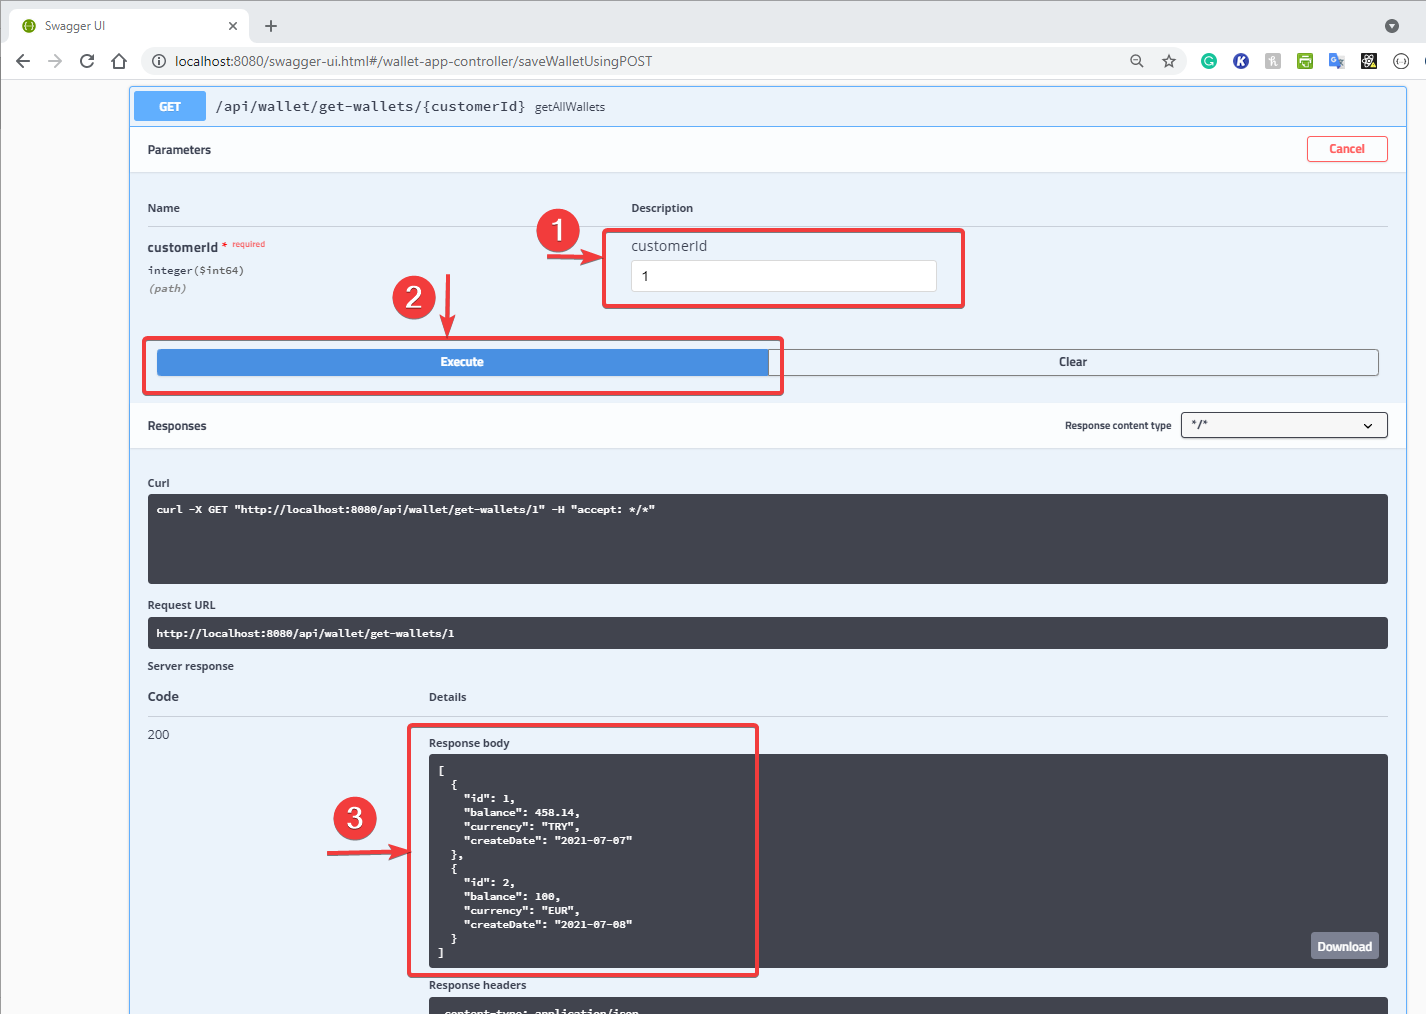 Swagger UI
localhost:8080/swagger-ui.html#/wallet-app-controller/saveWalletUsingPOST
GET /api/wallet/get-wallets/{customerId} getAllWallets
Parameters
Cancel
Name Description
customerId * required
integer($int64)
(path)
1
customerId
1
2
Execute Clear
Responses
Response content type */*
Curl
curl -X GET "http://localhost:8080/api/wallet/get-wallets/1" -H "accept: */*"
Request URL
http://localhost:8080/api/wallet/get-wallets/1
Server response
Code Details
200
3
Response body
[
{
"id": 1,
"balance": 458.14,
"currency": "TRY",
"createDate": "2021-07-07"
},
{
"id": 2,
"balance": 100,
"currency": "EUR",
"createDate": "2021-07-08"
}
]
Download
Response headers
content-type: application/json